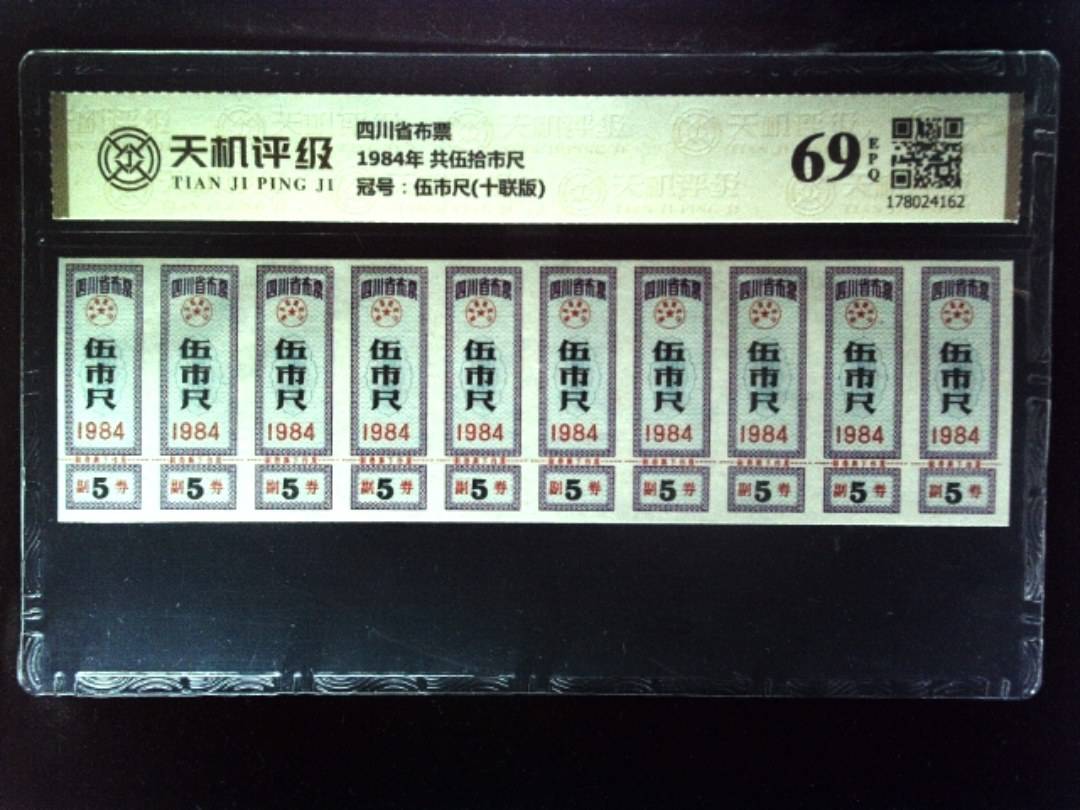 天机评级
TIAN JI PING JI
四川省布票
1984年 共伍拾市尺
冠号：伍市尺(十联版)
69
EPQ
178024162
四川省布票 四川省布票 四川省布票 四川省布票 四川省布票 四川省布票 四川省布票 四川省布票 四川省布票 四川省布票
伍市尺 伍市尺 伍市尺 伍市尺 伍市尺 伍市尺 伍市尺 伍市尺 伍市尺 伍市尺
1984 1984 1984 1984 1984 1984 1984 1984 1984 1984
副5券 副5券 副5券 副5券 副5券 副5券 副5券 副5券 副5券 副5券